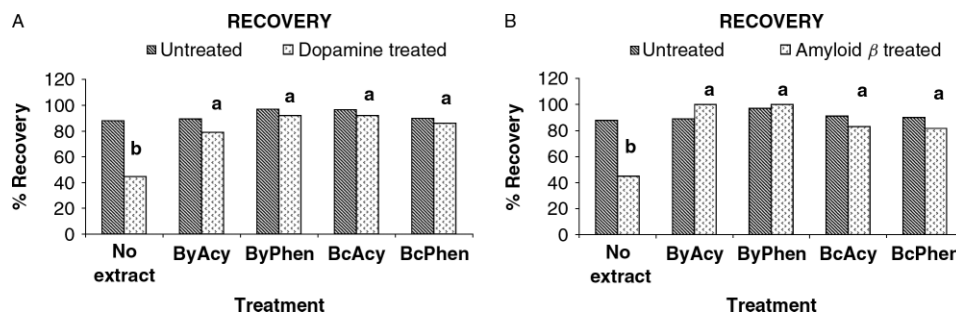 A
RECOVERY
Untreated Dopamine treated
% Recovery
120
100
80
60
40
20
0
b
a
a
a
a
No extract
ByAcy
ByPhen
BcAcy
BcPhen
Treatment
B
RECOVERY
Untreated Amyloid β treated
% Recovery
120
100
80
60
40
20
0
b
a
a
a
a
No extract
ByAcy
ByPhen
BcAcy
BcPhen
Treatment